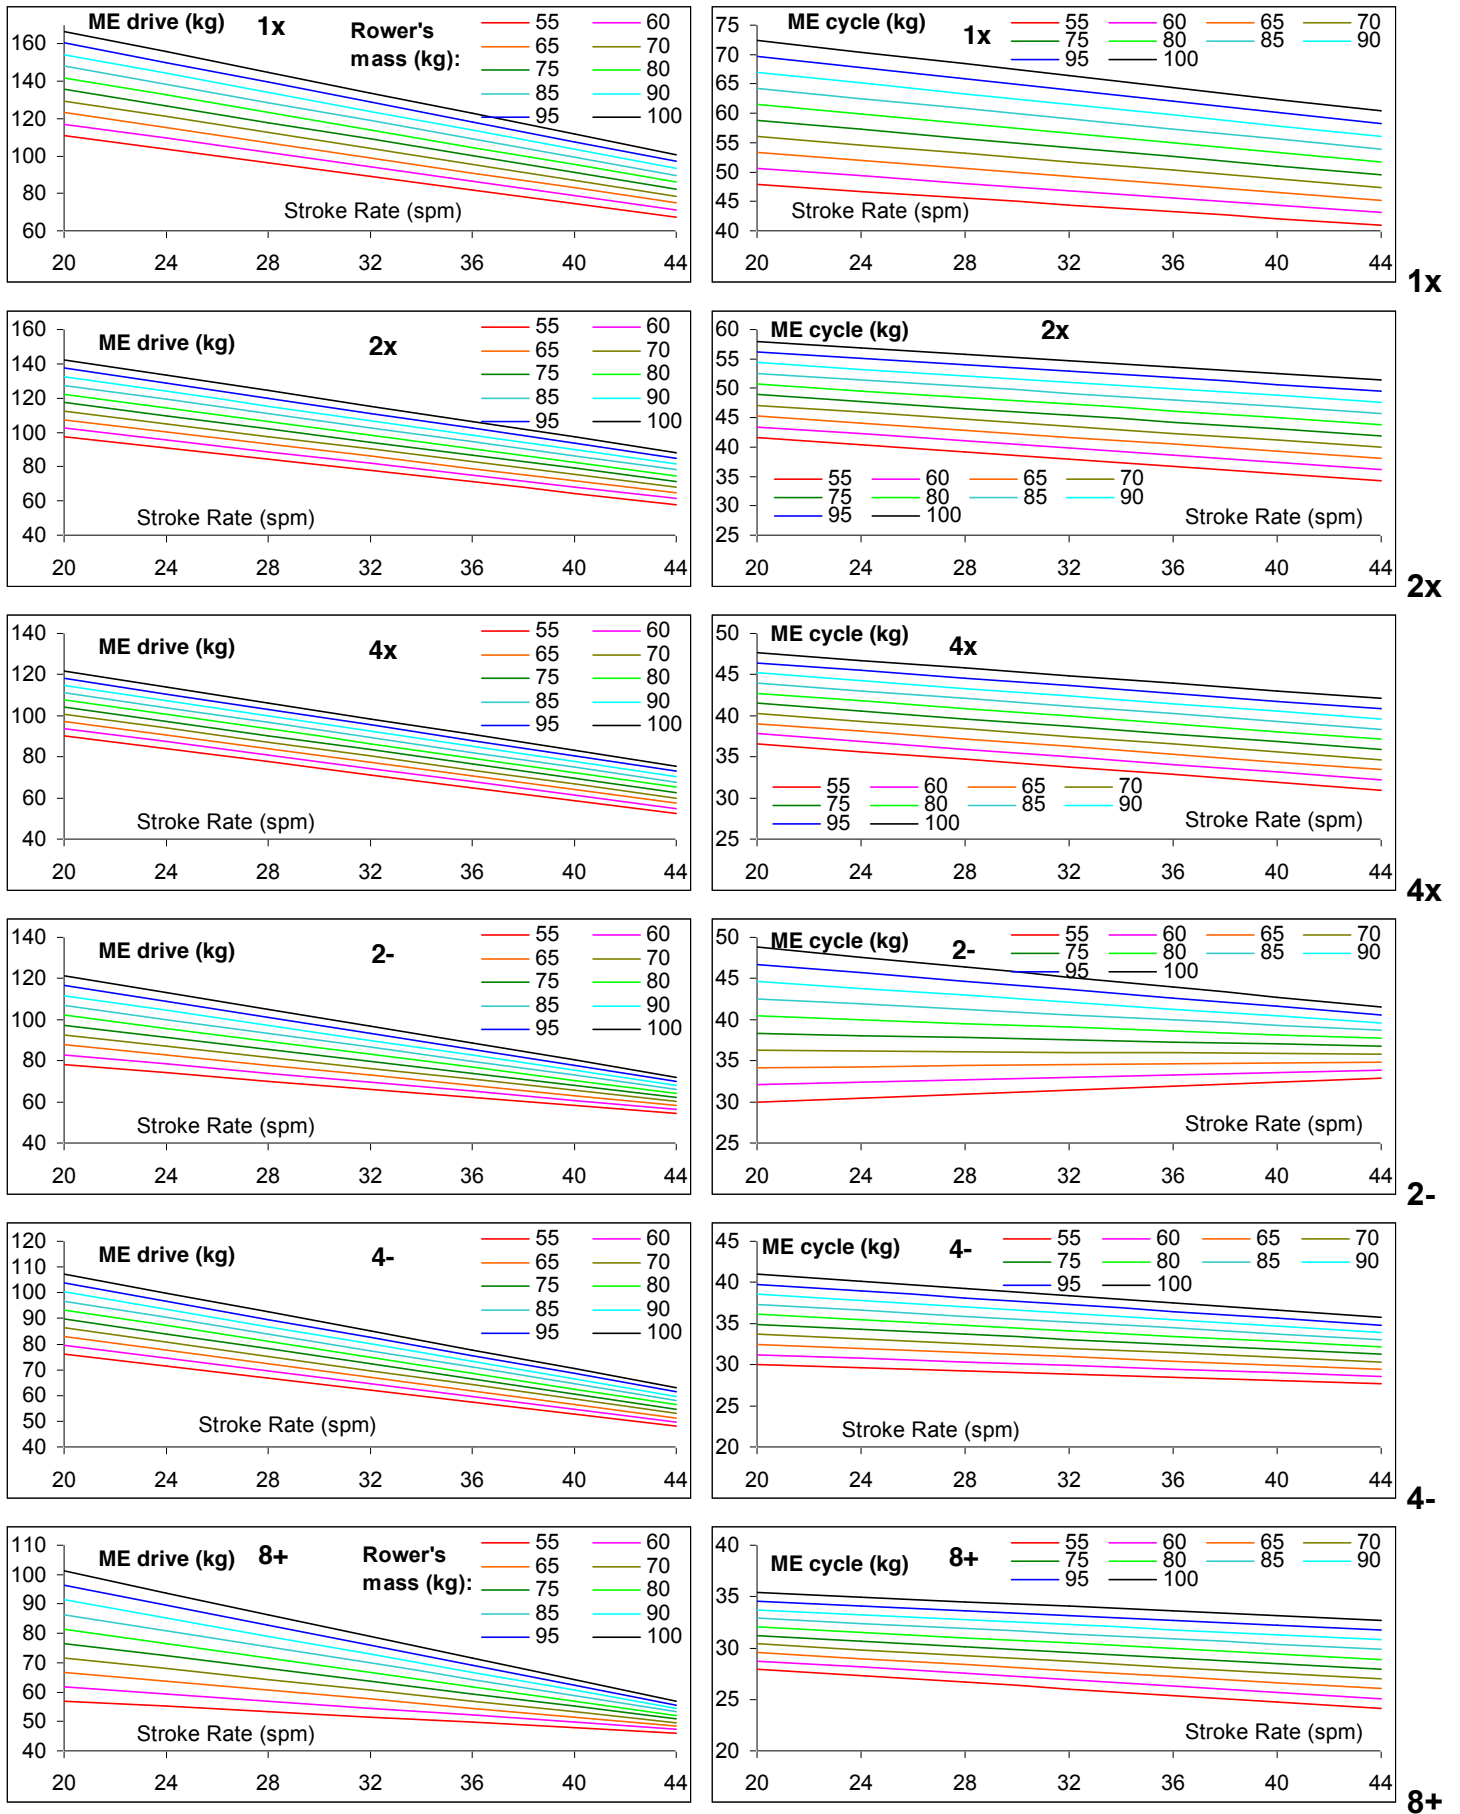 ME drive (kg) 1x Rower's mass (kg):
55 60
65 70
75 80
85 90
95 100
160
140
120
100
80
60
Stroke Rate (spm)
20 24 28 32 36 40 44
ME cycle (kg) 1x
55 60 65 70
75 80 85 90
95 100
75
70
65
60
55
50
45
40
Stroke Rate (spm)
20 24 28 32 36 40 44
1x
ME drive (kg) 2x
55 60
65 70
75 80
85 90
95 100
160
140
120
100
80
60
40
Stroke Rate (spm)
20 24 28 32 36 40 44
ME cycle (kg) 2x
60
55
50
45
40
35
30
25
55 60 65 70
75 80 85 90
95 100
Stroke Rate (spm)
20 24 28 32 36 40 44
2x
ME drive (kg) 4x
55 60
65 70
75 80
85 90
95 100
140
120
100
80
60
40
Stroke Rate (spm)
20 24 28 32 36 40 44
ME cycle (kg) 4x
50
45
40
35
30
25
55 60 65 70
75 80 85 90
95 100
Stroke Rate (spm)
20 24 28 32 36 40 44
4x
ME drive (kg) 2-
55 60
65 70
75 80
85 90
95 100
140
120
100
80
60
40
Stroke Rate (spm)
20 24 28 32 36 40 44
ME cycle (kg) 2-
55 60 65 70
75 80 85 90
95 100
50
45
40
35
30
25
Stroke Rate (spm)
20 24 28 32 36 40 44
2-
ME drive (kg) 4-
55 60
65 70
75 80
85 90
95 100
120
110
100
90
80
70
60
50
40
Stroke Rate (spm)
20 24 28 32 36 40 44
ME cycle (kg) 4-
55 60 65 70
75 80 85 90
95 100
45
40
35
30
25
20
Stroke Rate (spm)
20 24 28 32 36 40 44
4-
ME drive (kg) 8+ Rower's mass (kg):
55 60
65 70
75 80
85 90
95 100
110
100
90
80
70
60
50
40
Stroke Rate (spm)
20 24 28 32 36 40 44
ME cycle (kg) 8+
55 60 65 70
75 80 85 90
95 100
40
35
30
25
20
Stroke Rate (spm)
20 24 28 32 36 40 44
8+